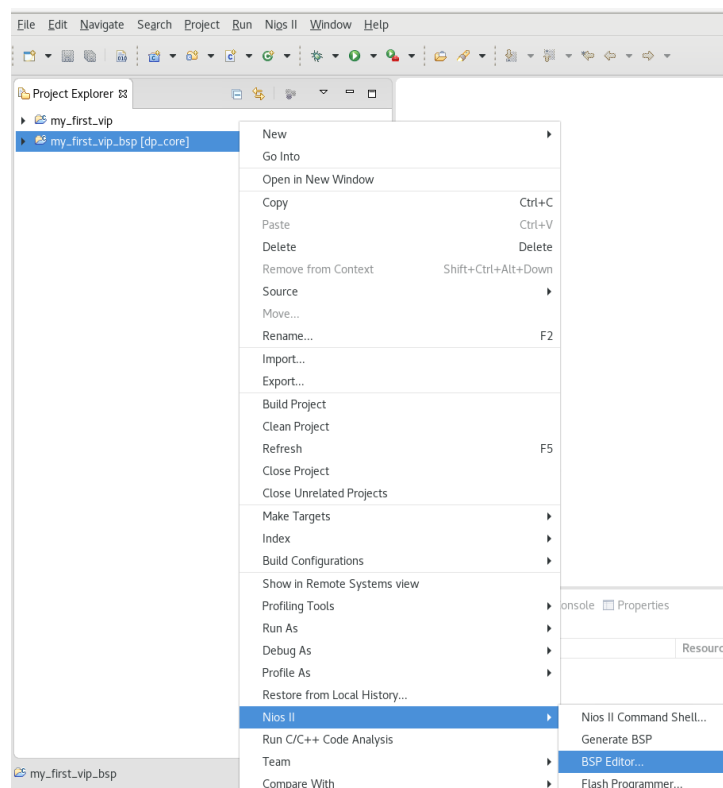 File Edit Navigate Search Project Run Nios II Window Help
Project Explorer
my_first_vip
my_first_vip_bsp [dp_core]
New
Go Into
Open in New Window
Copy Ctrl+C
Paste Ctrl+V
Delete Delete
Remove from Context Shift+Ctrl+Alt+Down
Source
Move...
Rename... F2
Import...
Export...
Build Project
Clean Project
Refresh F5
Close Project
Close Unrelated Projects
Make Targets
Index
Build Configurations
Show in Remote Systems view
Profiling Tools
onsole Properties
Run As
Debug As
Resourc
Profile As
Restore from Local History...
Nios II
Nios II Command Shell...
Run C/C++ Code Analysis
Generate BSP
Team
BSP Editor...
my_first_vip_bsp
Compare With
Flash Programmer...